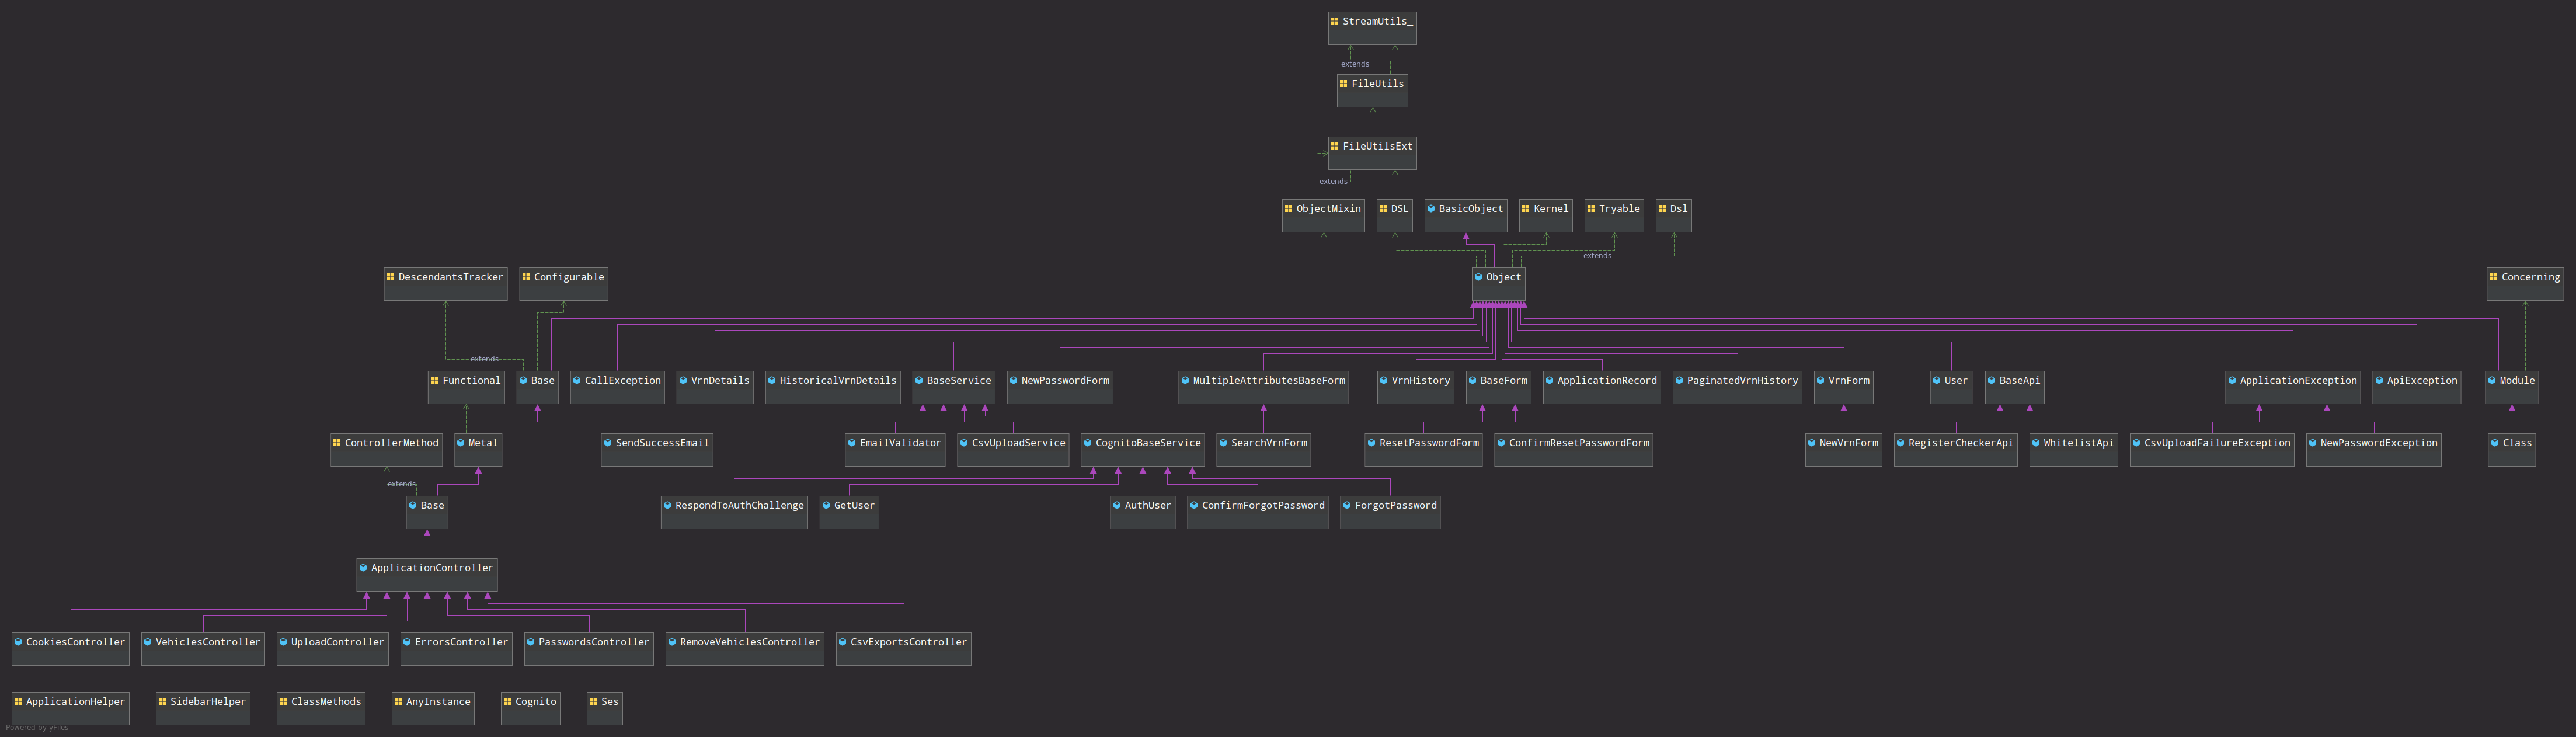 StreamUtils_
extends
FileUtils
FileUtilsExt
extends
ObjectMixin
DSL
BasicObject
Kernel
Tryable
Dsl
extends
DescendantsTracker
Configurable
Object
Concerning
extends
Functional
Base
CallException
VrnDetails
HistoricalVrnDetails
BaseService
NewPasswordForm
MultipleAttributesBaseForm
VrnHistory
BaseForm
ApplicationRecord
PaginatedVrnHistory
VrnForm
User
BaseApi
ApplicationException
ApiException
Module
ControllerMethod
Metal
SendSuccessEmail
EmailValidator
CsvUploadService
CognitoBaseService
SearchVrnForm
ResetPasswordForm
ConfirmResetPasswordForm
NewVrnForm
RegisterCheckerApi
WhitelistApi
CsvUploadFailureException
NewPasswordException
Class
extends
Base
RespondToAuthChallenge
GetUser
AuthUser
ConfirmForgotPassword
ForgotPassword
ApplicationController
CookiesController
VehiclesController
UploadController
ErrorsController
PasswordsController
RemoveVehiclesController
CsvExportsController
ApplicationHelper
SidebarHelper
ClassMethods
AnyInstance
Cognito
Ses
Powered by yFiles